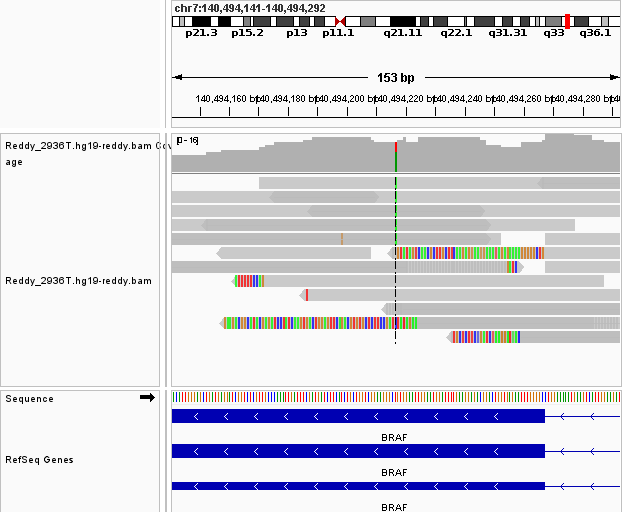 chr7:140,494,141-140,494,292
p21.3 p15.2 p13 p11.1 q21.11 q22.1 q31.31 q33 q36.1
153 bp
140,494,160 bp 140,494,180 bp 140,494,200 bp 140,494,220 bp 140,494,240 bp 140,494,260 bp 140,494,280 bp
Reddy_2936T.hg19-reddy.bam Cov
[0 - 16]
age
Reddy_2936T.hg19-reddy.bam
Sequence
BRAF
RefSeq Genes
BRAF
BRAF